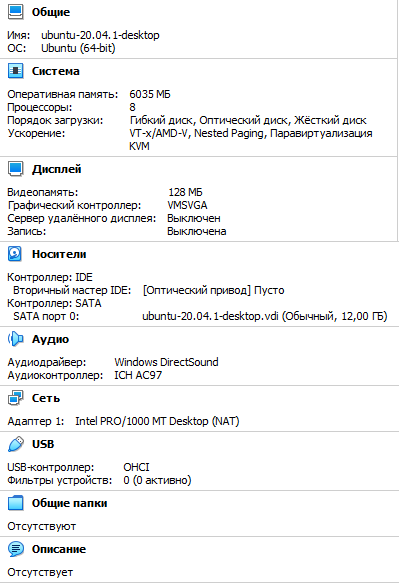 Общие
Имя: ubuntu-20.04.1-desktop
ОС: Ubuntu (64-bit)
Система
Оперативная память: 6035 МБ
Процессоры: 8
Порядок загрузки: Гибкий диск, Оптический диск, Жёсткий диск
Ускорение: VT-x/AMD-V, Nested Paging, Паравиртуализация
KVM
Дисплей
Видеопамять: 128 МБ
Графический контроллер: VMSVGA
Сервер удалённого дисплея: Выключен
Запись: Выключена
Носители
Контроллер: IDE
Вторичный мастер IDE: [Оптический привод] Пусто
Контроллер: SATA
SATA порт 0: ubuntu-20.04.1-desktop.vdi (Обычный, 12,00 ГБ)
Аудио
Аудиодрайвер: Windows DirectSound
Аудиоконтроллер: ICH AC97
Сеть
Адаптер 1: Intel PRO/1000 MT Desktop (NAT)
USB
USB-контроллер: OHCI
Фильтры устройств: 0 (0 активно)
Общие папки
Отсутствуют
Описание
Отсутствует